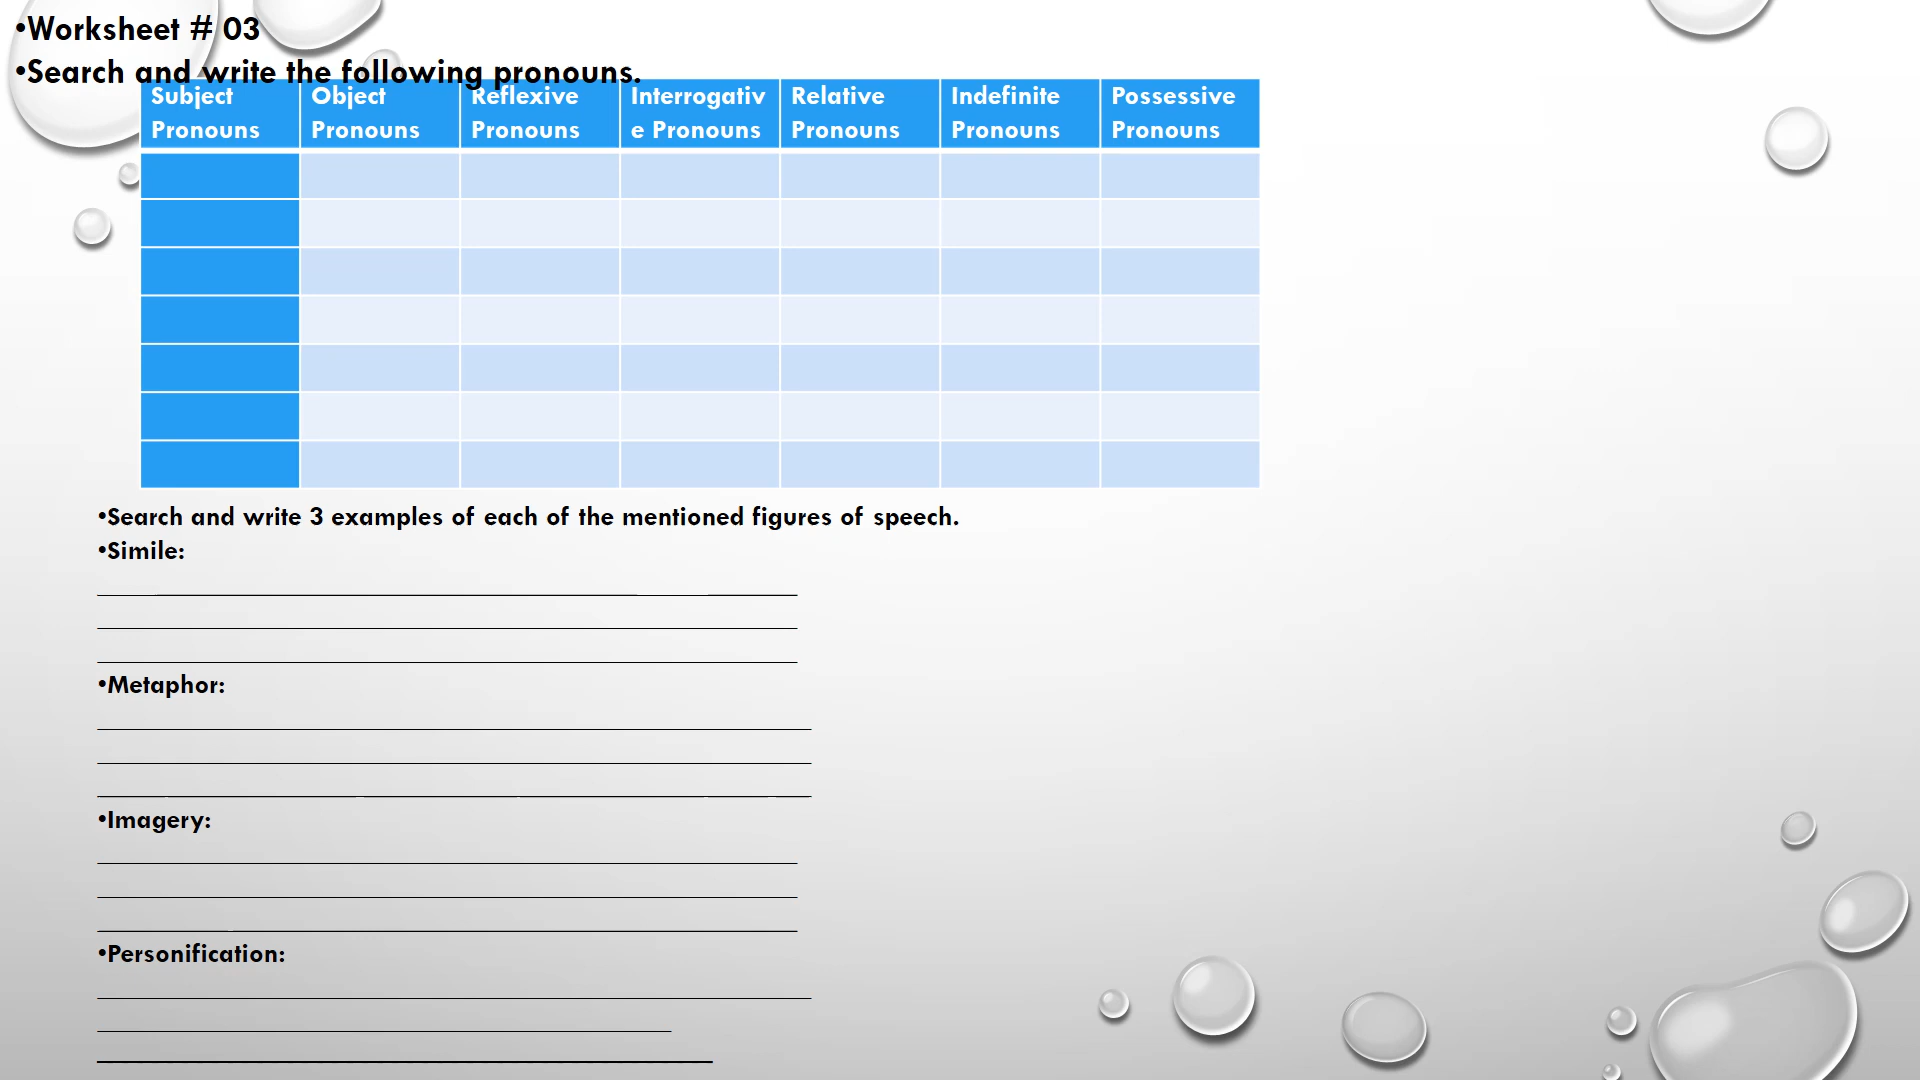 •Worksheet # 03
•Search and write the following pronouns.
Subject Pronouns
Object Pronouns
Reflexive Pronouns
Interrogative Pronouns
Relative Pronouns
Indefinite Pronouns
Possessive Pronouns
•Search and write 3 examples of each of the mentioned figures of speech.
•Simile:
•Metaphor:
•Imagery:
•Personification: